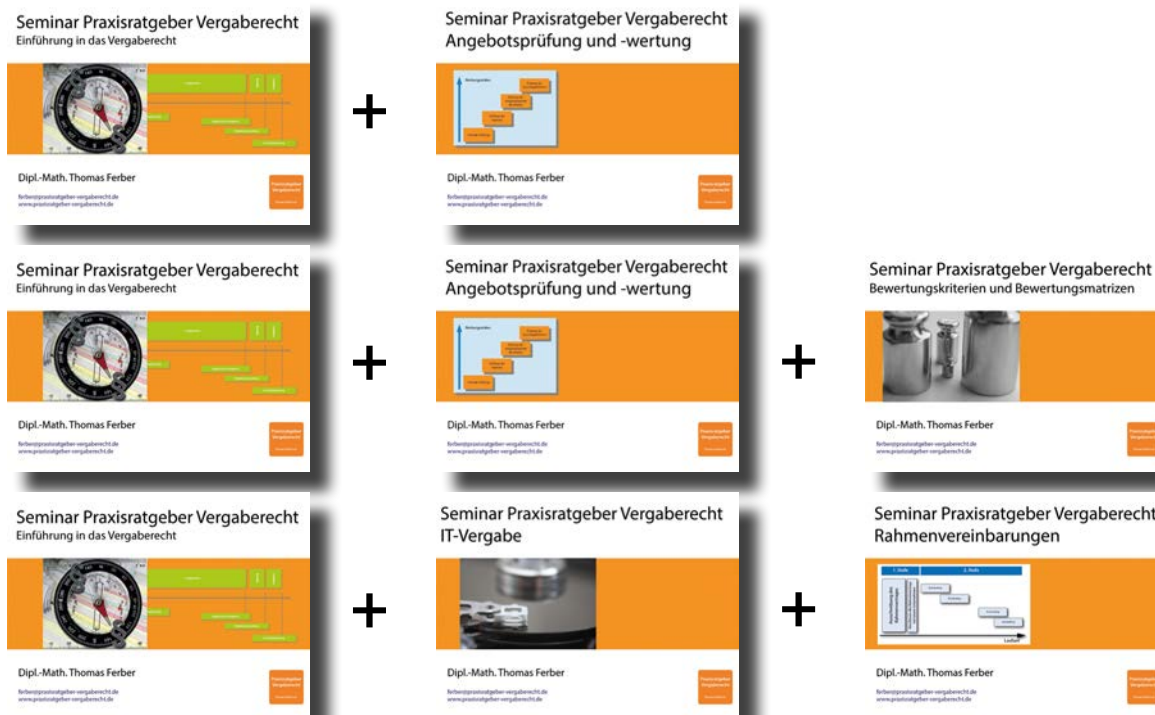 Seminar Praxisratgeber Vergaberecht
Einführung in das Vergaberecht
Dipl.-Math. Thomas Ferber
ferber@praxisratgeber-vergaberecht.de
www.praxisratgeber-vergaberecht.de
+
Seminar Praxisratgeber Vergaberecht
Angebotsprüfung und -wertung
Dipl.-Math. Thomas Ferber
ferber@praxisratgeber-vergaberecht.de
www.praxisratgeber-vergaberecht.de
Seminar Praxisratgeber Vergaberecht
Einführung in das Vergaberecht
Dipl.-Math. Thomas Ferber
ferber@praxisratgeber-vergaberecht.de
www.praxisratgeber-vergaberecht.de
+
Seminar Praxisratgeber Vergaberecht
Angebotsprüfung und -wertung
Dipl.-Math. Thomas Ferber
ferber@praxisratgeber-vergaberecht.de
www.praxisratgeber-vergaberecht.de
+
Seminar Praxisratgeber Vergaberecht
Bewertungskriterien und Bewertungsmatrizen
Dipl.-Math. Thomas Ferber
ferber@praxisratgeber-vergaberecht.de
www.praxisratgeber-vergaberecht.de
Seminar Praxisratgeber Vergaberecht
Einführung in das Vergaberecht
Dipl.-Math. Thomas Ferber
ferber@praxisratgeber-vergaberecht.de
www.praxisratgeber-vergaberecht.de
+
Seminar Praxisratgeber Vergaberecht
IT-Vergabe
Dipl.-Math. Thomas Ferber
ferber@praxisratgeber-vergaberecht.de
www.praxisratgeber-vergaberecht.de
+
Seminar Praxisratgeber Vergaberecht
Rahmenvereinbarungen
1. Stufe
2. Stufe
Laufzeit
Dipl.-Math. Thomas Ferber
ferber@praxisratgeber-vergaberecht.de
www.praxisratgeber-vergaberecht.de